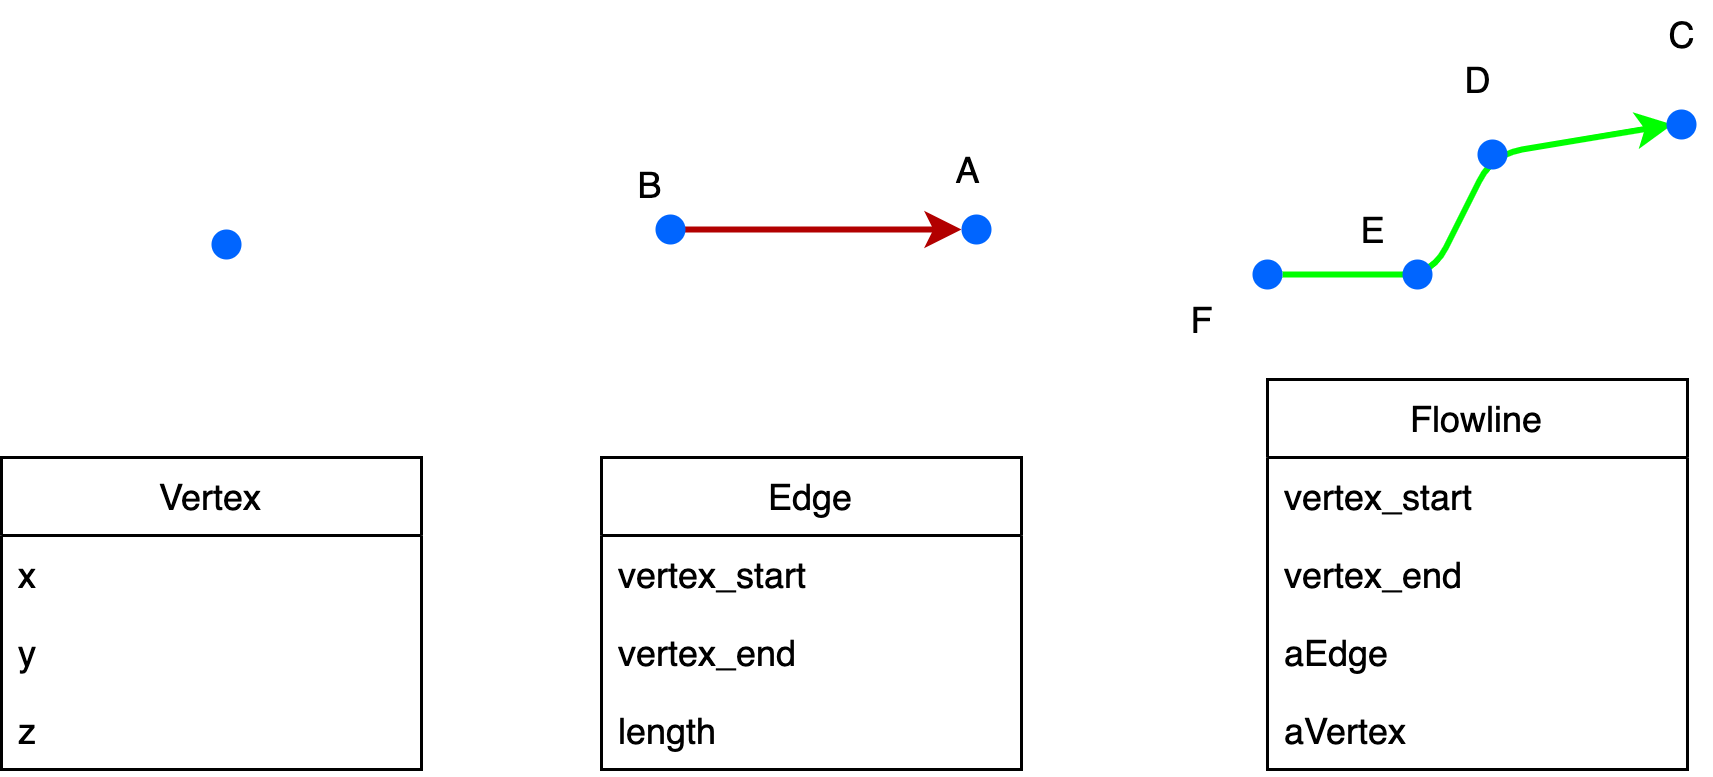 C
D
B
A
E
F
Vertex
x
y
z
Edge
vertex_start
vertex_end
length
Flowline
vertex_start
vertex_end
aEdge
aVertex